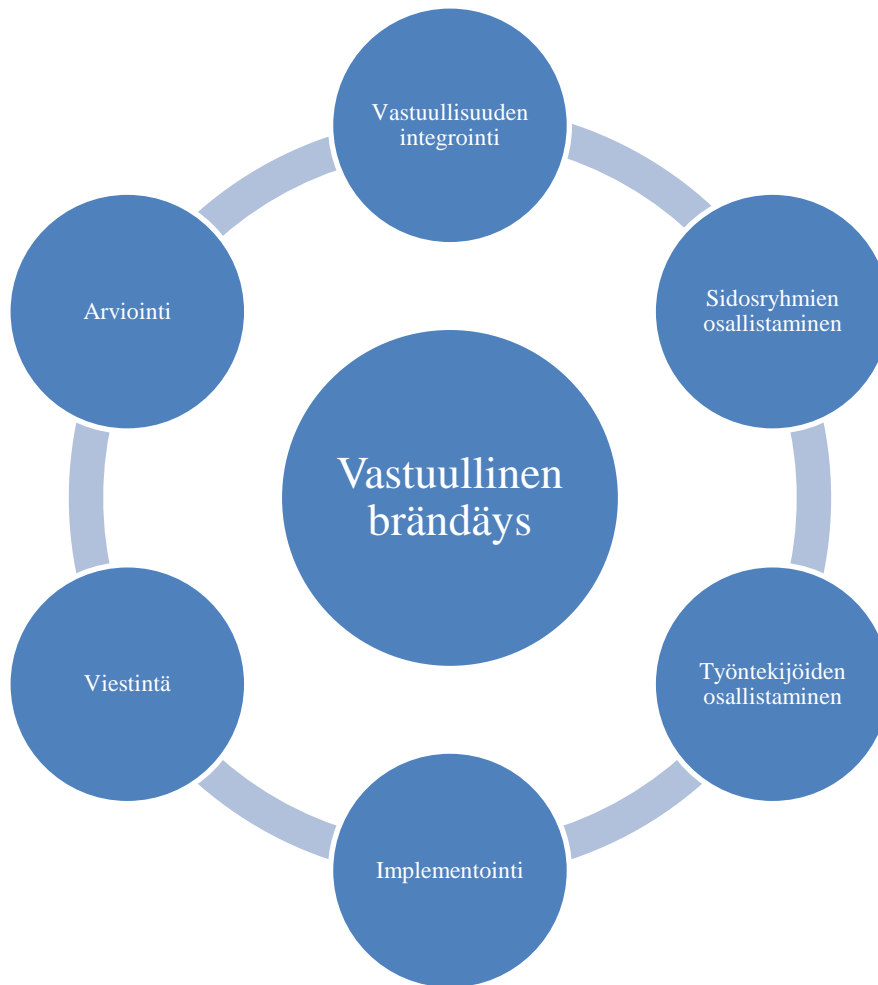 Vastuullisuuden
integrointi
Sidosryhmien
osallistaminen
Työntekijöiden
osallistaminen
Implementointi
Viestintä
Arviointi
Vastuullinen
brändäys